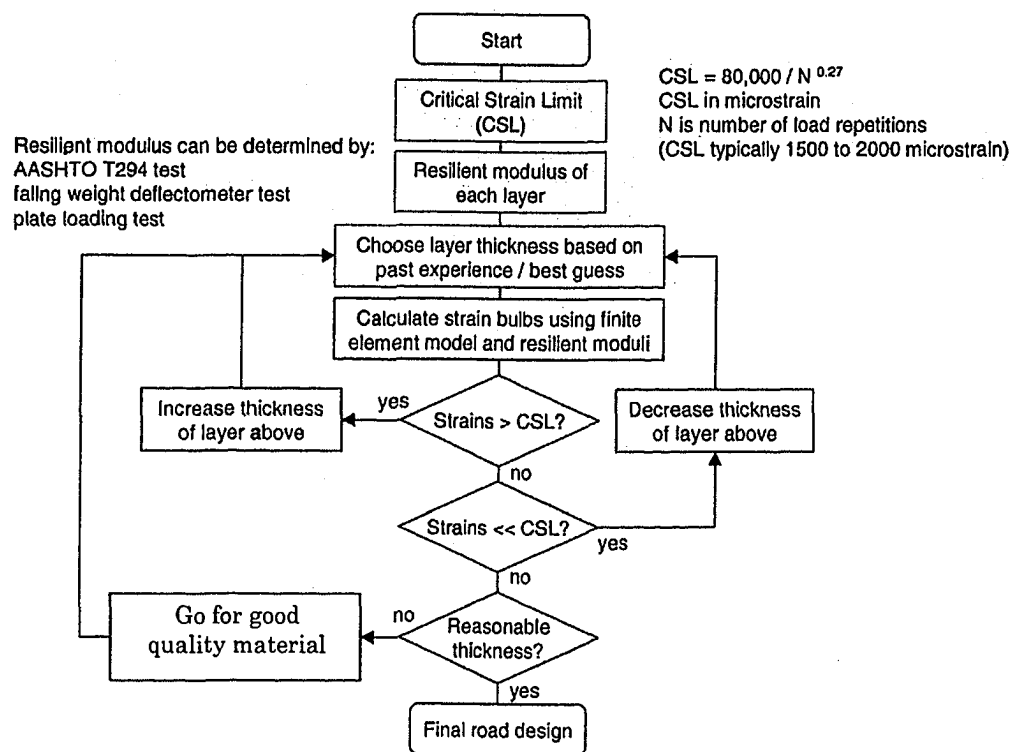 Start
CSL = 80,000 / N 0.27
CSL in microstrain
N is number of load repetitions
(CSL typically 1500 to 2000 microstrain)
Critical Strain Limit
(CSL)
Resilient modulus can be determined by:
AASHTO T294 test
fallng weight deflectometer test
plate loading test
Resilient modulus of
each layer
Choose layer thickness based on
past experience / best guess
Calculate strain bulbs using finite
element model and resilient moduli
Increase thickness
of layer above
yes
Strains > CSL?
Decrease thickness
of layer above
no
Strains << CSL?
yes
no
Go for good
quality material
no
Reasonable
thickness?
yes
Final road design